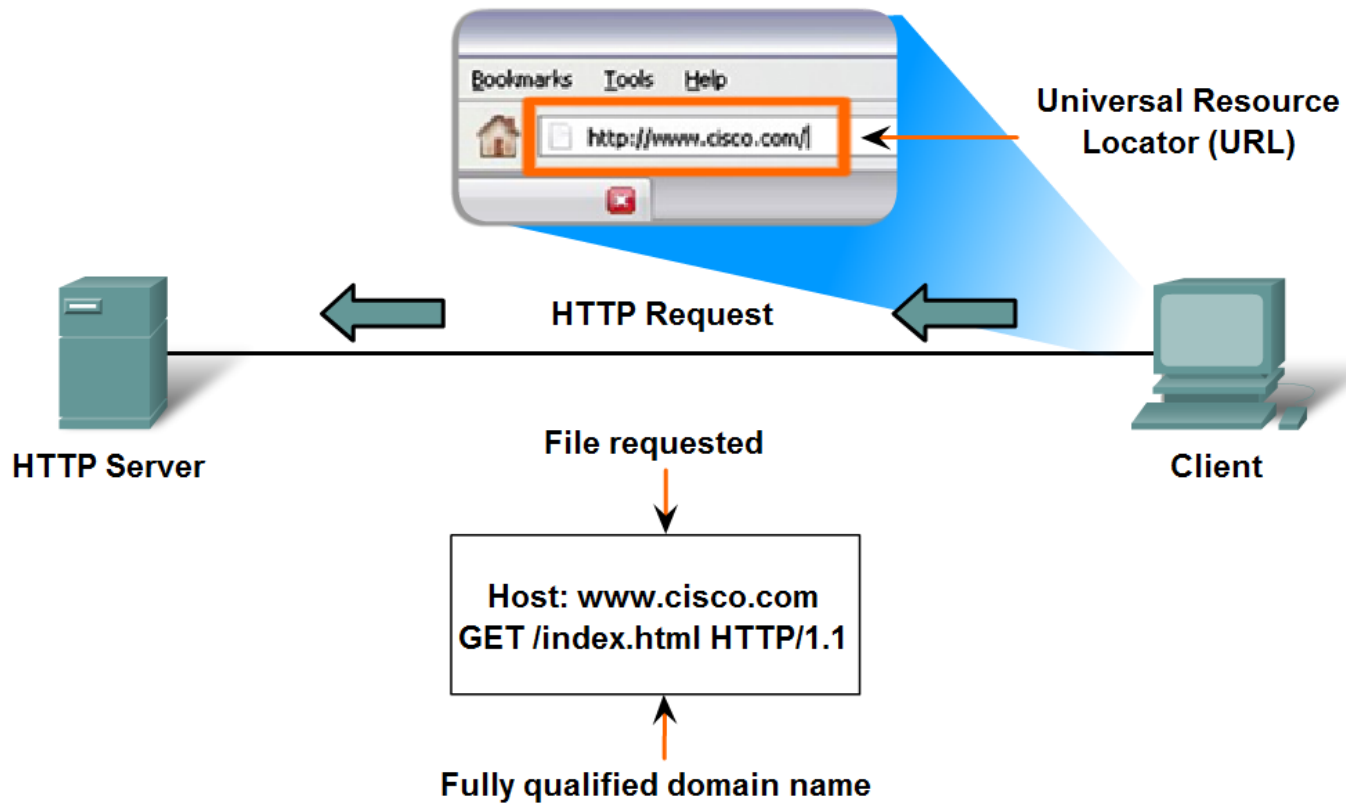 Bookmarks Tools Help
http://www.cisco.com/
Universal Resource
Locator (URL)
HTTP Request
HTTP Server
Client
File requested
Host: www.cisco.com
GET /index.html HTTP/1.1
Fully qualified domain name